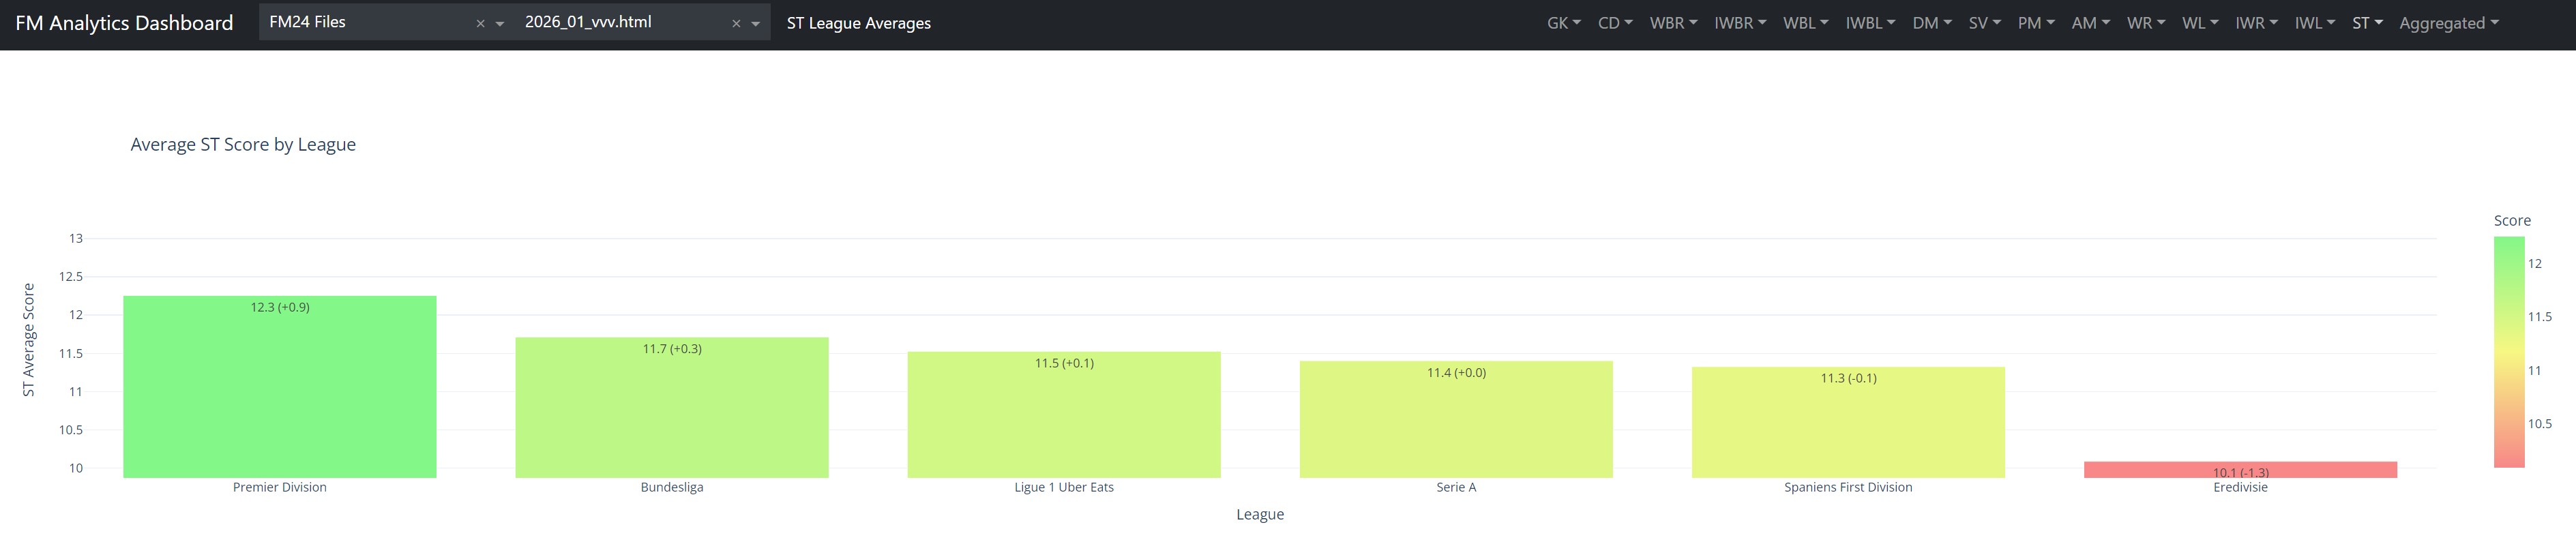 FM Analytics Dashboard FM24 Files × 2026_01_vvv.html × ST League Averages GK CD WBR IWBR WBL IWBL DM SV PM AM WR WL IWR IWL ST Aggregated
Average ST Score by League
Score
12
11.5
11
10.5
ST Average Score
13
12.5
12
11.5
11
10.5
10
12.3 (+0.9)
11.7 (+0.3)
11.5 (+0.1)
11.4 (+0.0)
11.3 (-0.1)
10.1 (-1.3)
Premier Division
Bundesliga
Ligue 1 Uber Eats
Serie A
Spaniens First Division
Eredivisie
League